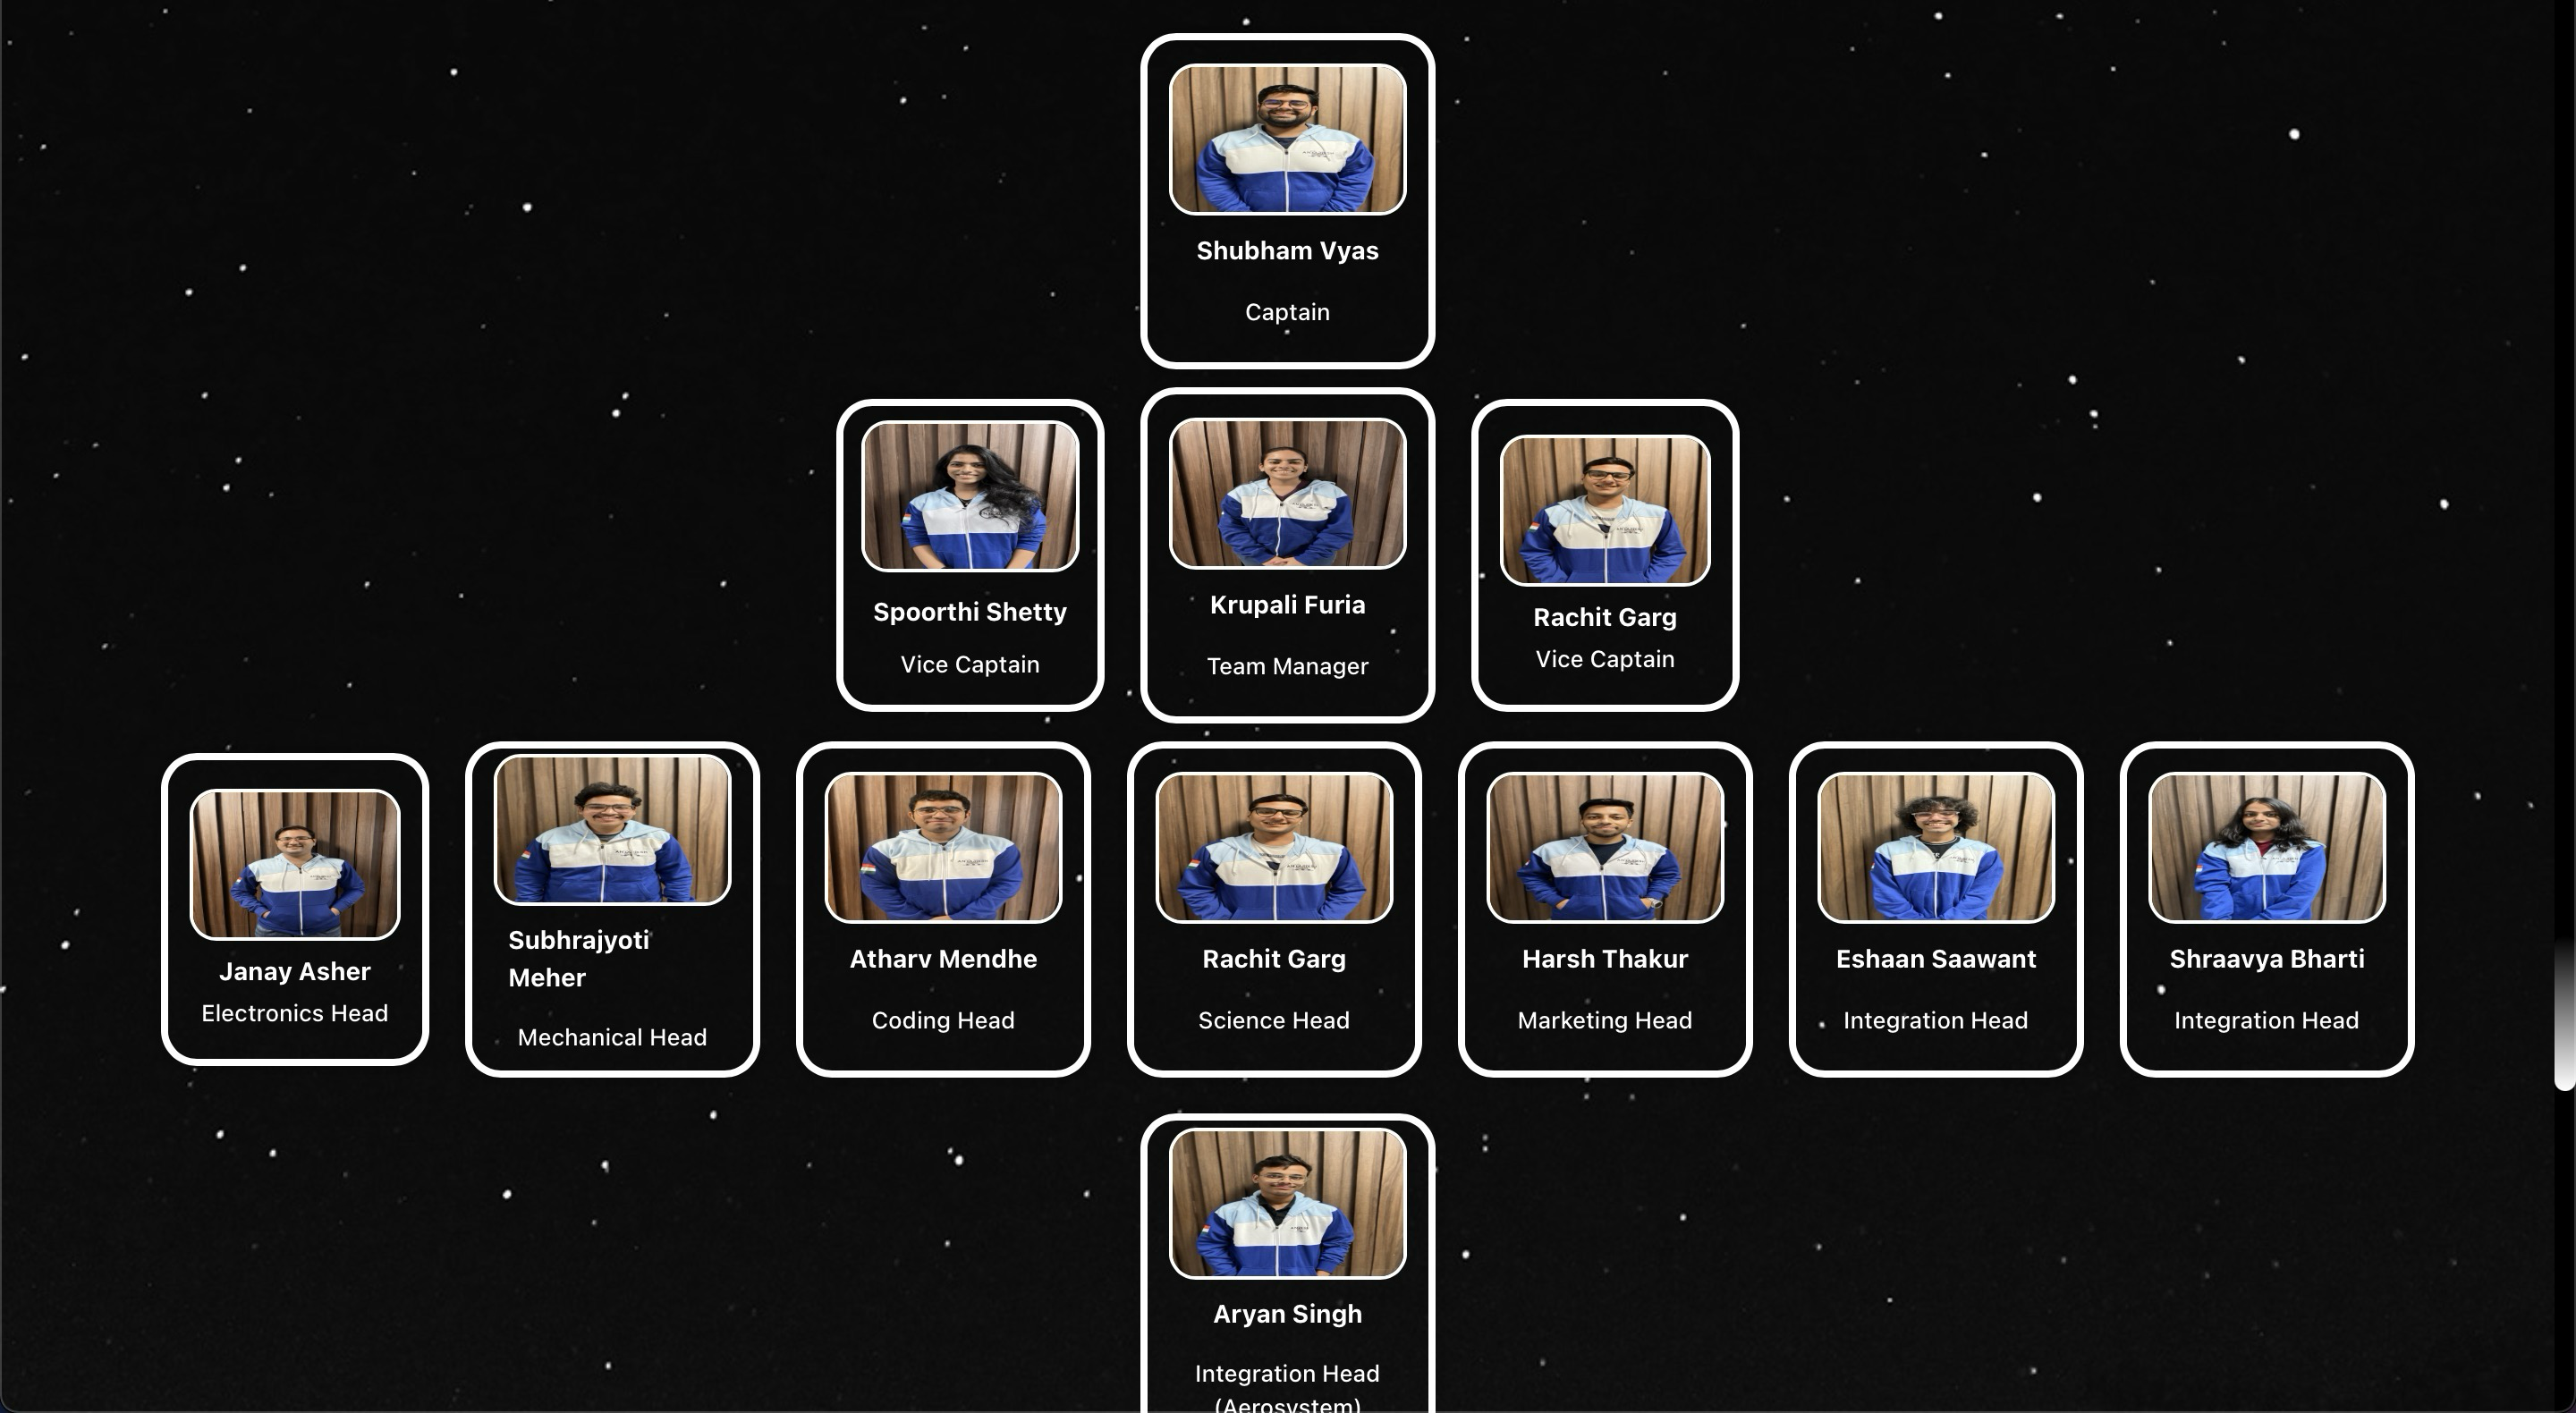 Shubham Vyas
Captain
Spoorthi Shetty
Vice Captain
Krupali Furia
Team Manager
Rachit Garg
Vice Captain
Janay Asher
Electronics Head
Subhrajyoti
Meher
Mechanical Head
Atharv Mendhe
Coding Head
Rachit Garg
Science Head
Harsh Thakur
Marketing Head
Eshaan Saawant
Integration Head
Shraavya Bharti
Integration Head
Aryan Singh
Integration Head
(Aerosystem)